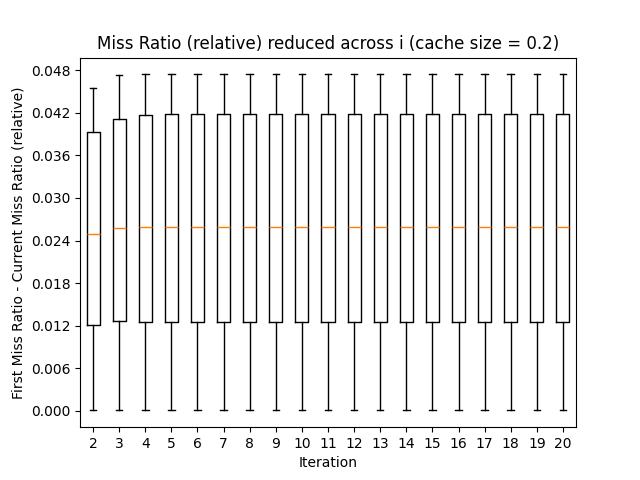 Miss Ratio (relative) reduced across i (cache size = 0.2)
First Miss Ratio - Current Miss Ratio (relative)
0.048
0.042
0.036
0.030
0.024
0.018
0.012
0.006
0.000
2 3 4 5 6 7 8 9 10 11 12 13 14 15 16 17 18 19 20
Iteration